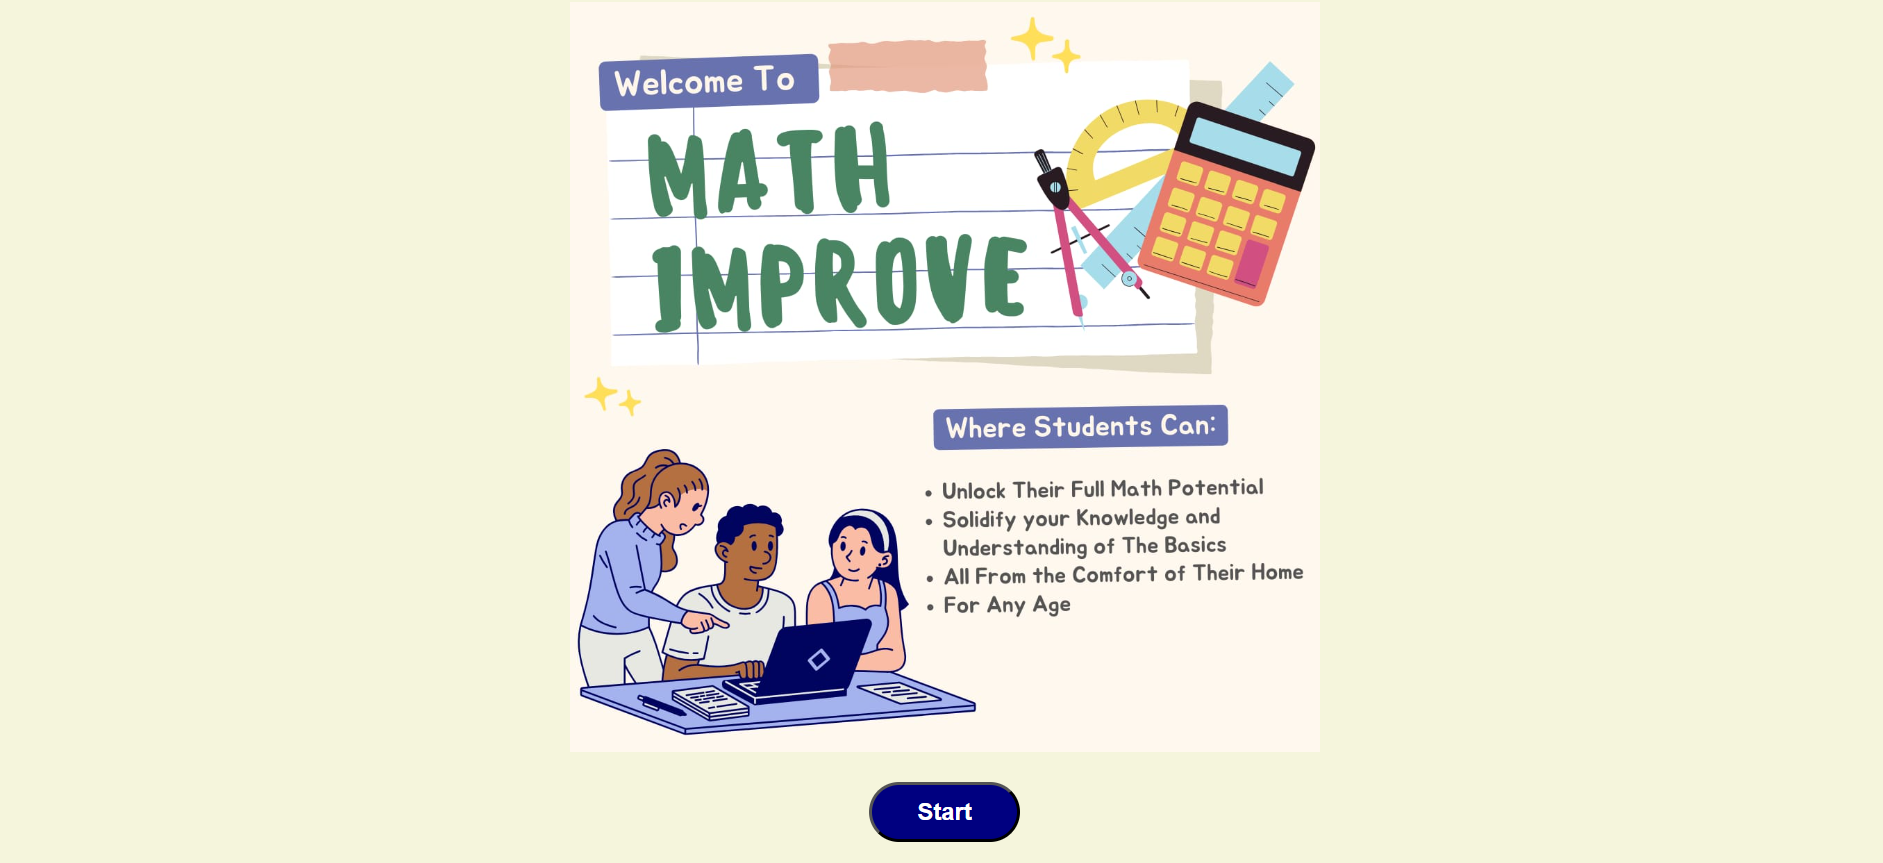 Welcome To
MATH
IMPROVE
Where Students Can:
• Unlock Their Full Math Potential
• Solidify your Knowledge and
Understanding of The Basics
• All From the Comfort of Their Home
• For Any Age
Start